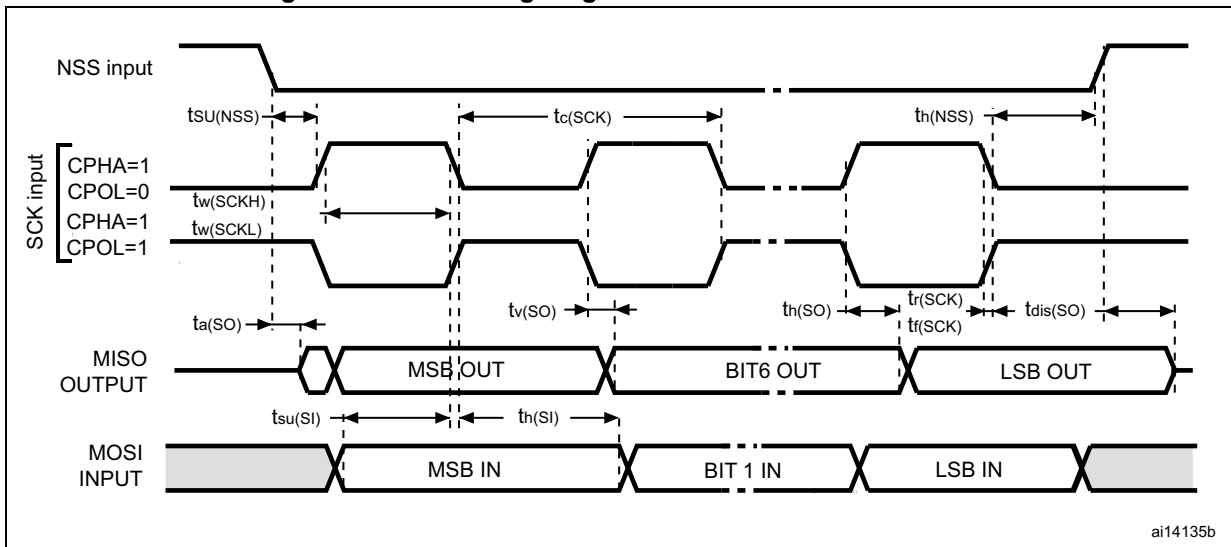 NSS input
tSU(NSS)
tc(SCK)
th(NSS)
SCK input
CPHA=1
CPOL=0
tw(SCKH)
CPHA=1
tw(SCKL)
CPOL=1
ta(SO)
tv(SO)
th(SO)
tr(SCK)
tf(SCK)
tdis(SO)
MISO
OUTPUT
MSB OUT
BIT6 OUT
LSB OUT
tsu(SI)
th(SI)
MOSI
INPUT
MSB IN
BIT 1 IN
LSB IN
ai14135b